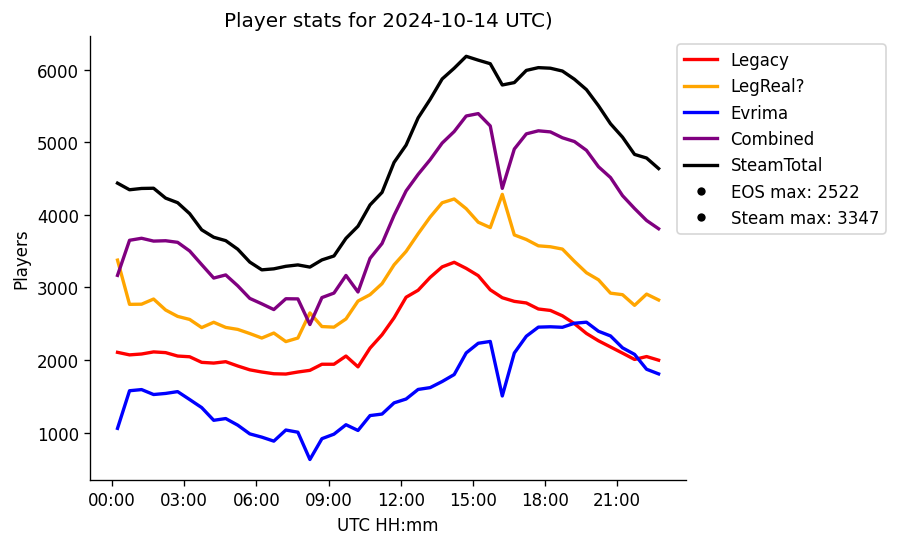 Player stats for 2024-10-14 UTC)
Players
6000
5000
4000
3000
2000
1000
00:00 03:00 06:00 09:00 12:00 15:00 18:00 21:00
UTC HH:mm
Legacy
LegReal?
Evrima
Combined
SteamTotal
EOS max: 2522
Steam max: 3347